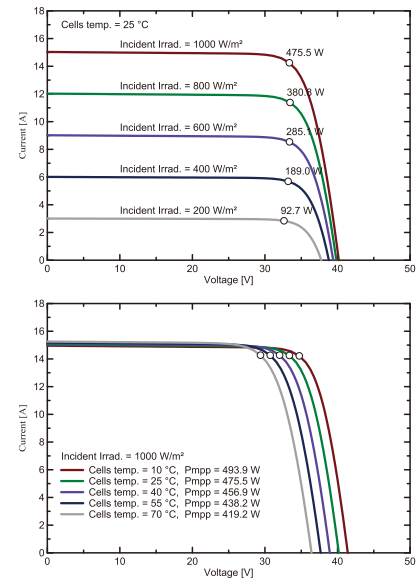 18
Cells temp. = 25 °C
16
Incident Irrad. = 1000 W/m²
475.5 W
14
Incident Irrad. = 800 W/m²
380.3 W
12
10
Incident Irrad. = 600 W/m²
285.1 W
8
Incident Irrad. = 400 W/m²
189.0 W
6
4
Incident Irrad. = 200 W/m²
92.7 W
2
0
Current [A]
0 10 20 30 40 50
Voltage [V]
18
16
14
12
10
8
Incident Irrad. = 1000 W/m²
6
Cells temp. = 10 °C, Pmpp = 493.9 W
Cells temp. = 25 °C, Pmpp = 475.5 W
4
Cells temp. = 40 °C, Pmpp = 456.9 W
Cells temp. = 55 °C, Pmpp = 438.2 W
Cells temp. = 70 °C, Pmpp = 419.2 W
2
0
Current [A]
0 10 20 30 40 50
Voltage [V]